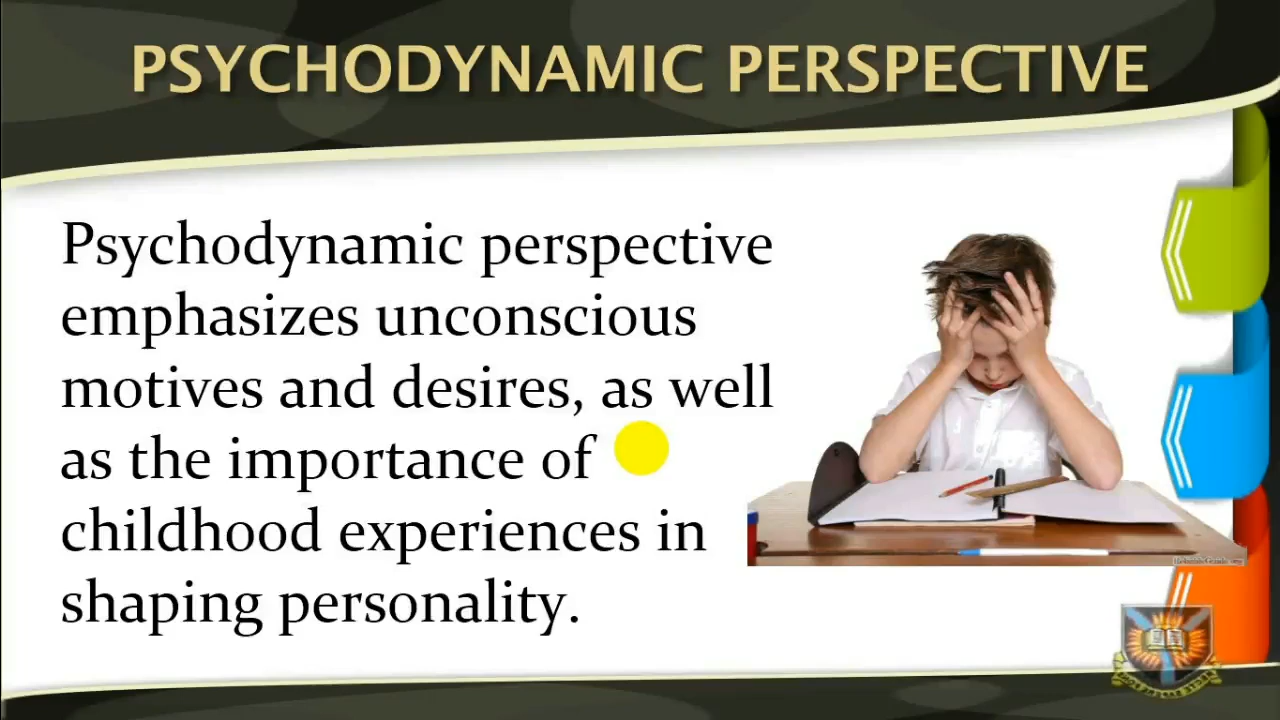 PSYCHODYNAMIC PERSPECTIVE
Psychodynamic perspective
emphasizes unconscious
motives and desires, as well
as the importance of
childhood experiences in
shaping personality.